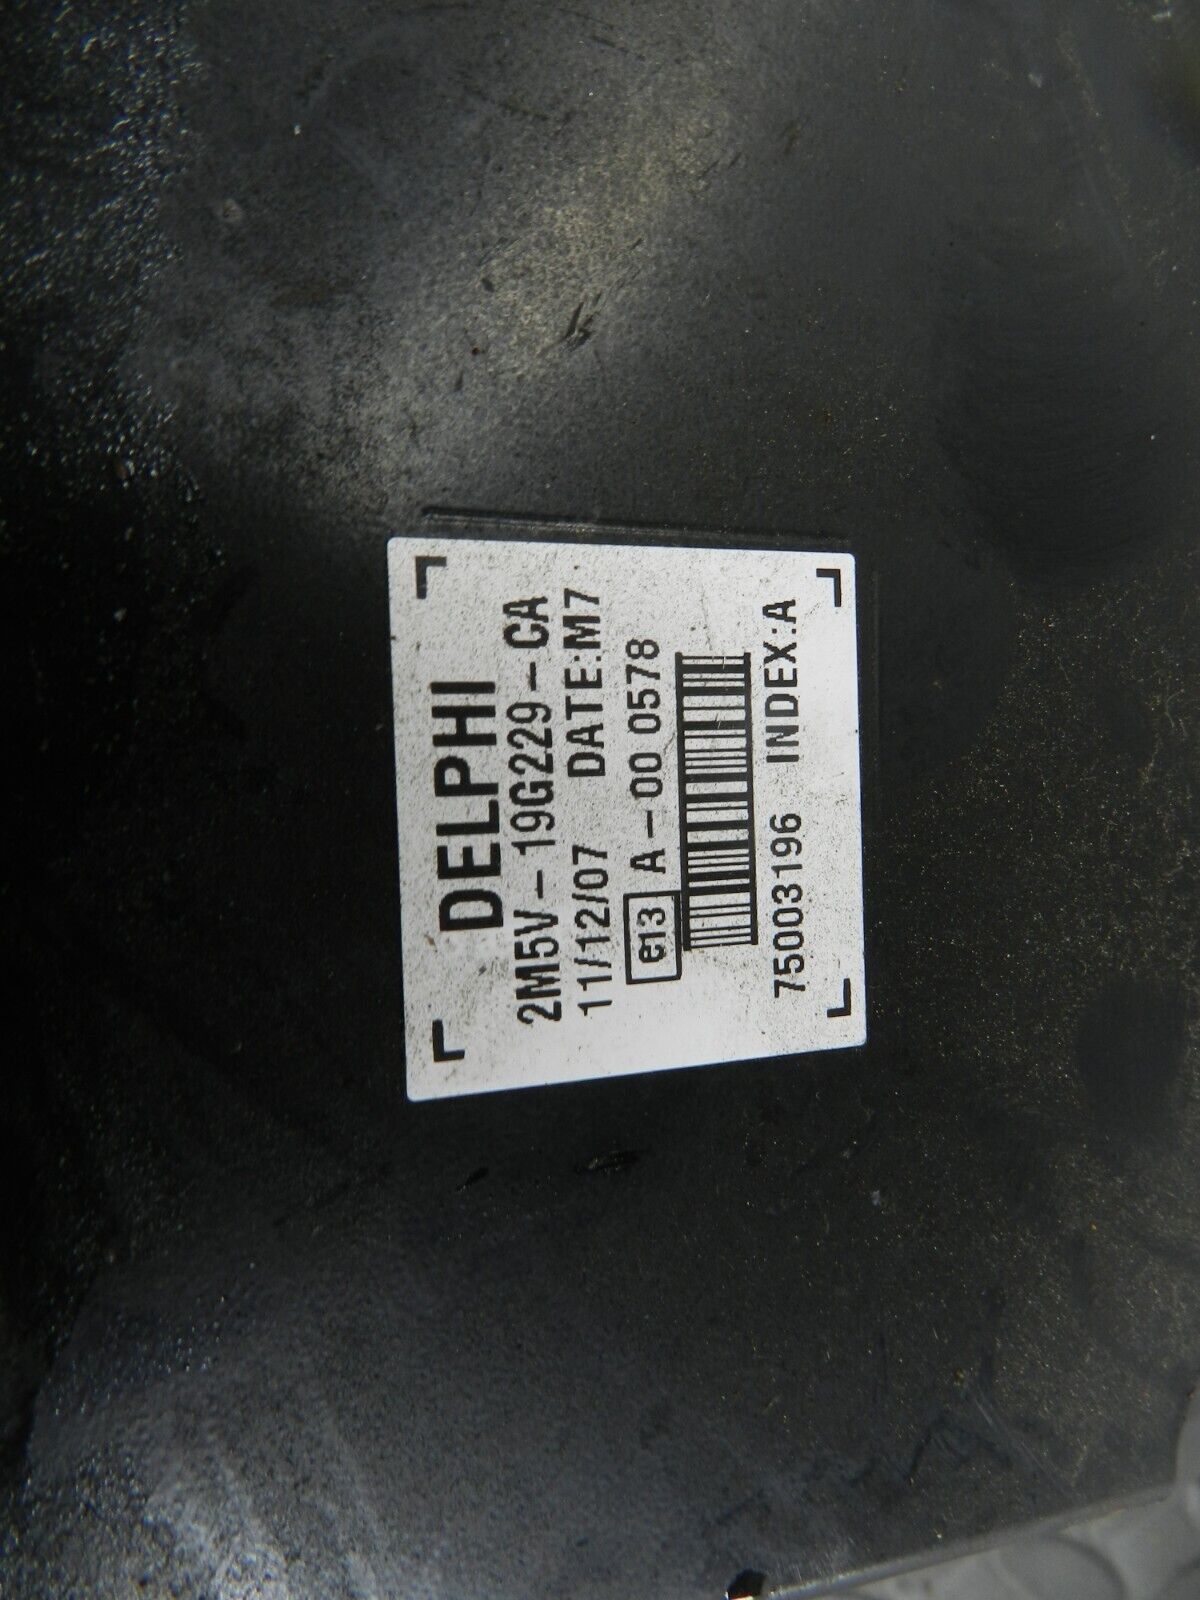 DELPHI
2M5V-19G229-CA
11/12/07 DATE:M7
e13 A-00 0578
75003196 INDEX:A